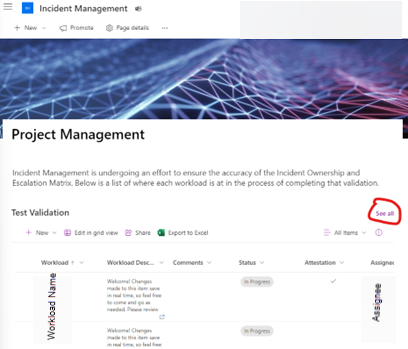 Incident Management
+ New Promote Page details ...
Project Management
Incident Management is undergoing an effort to ensure the accuracy of the Incident Ownership and
Escalation Matrix. Below is a list of where each workload is at in the process of completing that validation.
Test Validation
See all
+ New Edit in grid view Share Export to Excel All Items
Workload ↑ Workload Desc... Comments Status Attestation Assignee
Workload Name
Welcome! Changes
made to this item save
in real time, so feel free
to come and go as
needed. Please review
In Progress
Assignee
Welcome! Changes
made to this item save
in real time, so feel free
In Progress